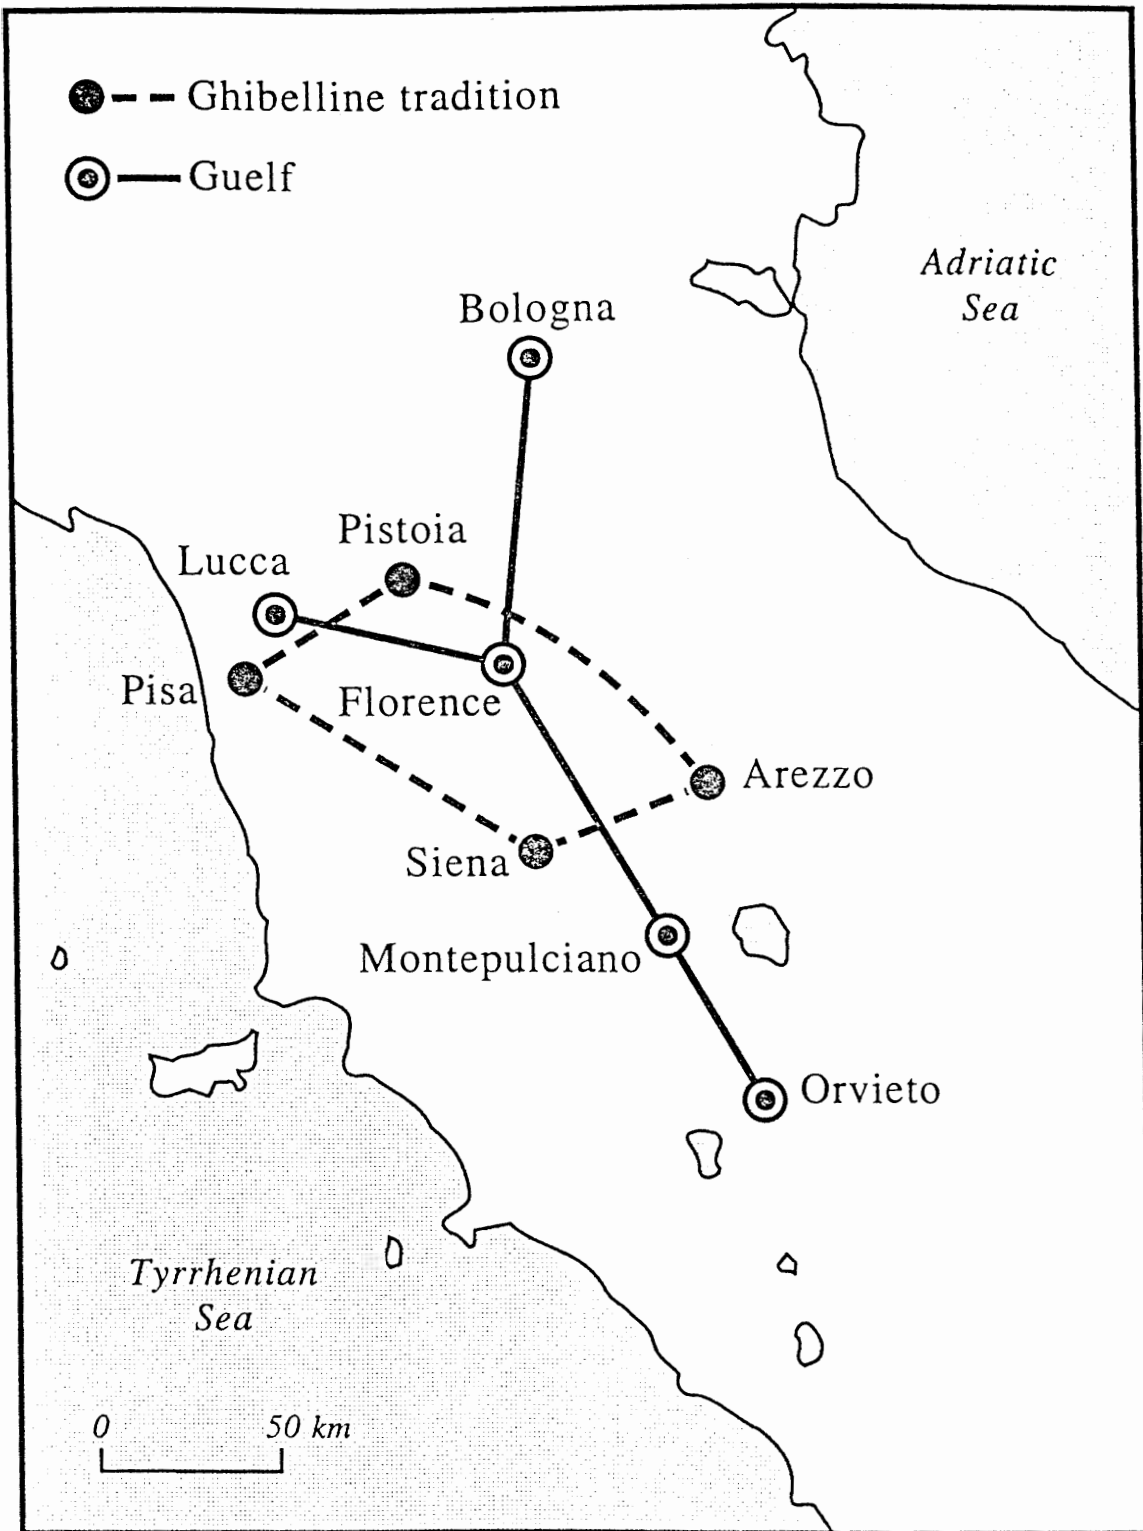 Ghibelline tradition
Guelf
Adriatic
Sea
Bologna
Pistoia
Lucca
Pisa
Florence
Arezzo
Siena
Montepulciano
Orvieto
Tyrrhenian
Sea
0 50 km